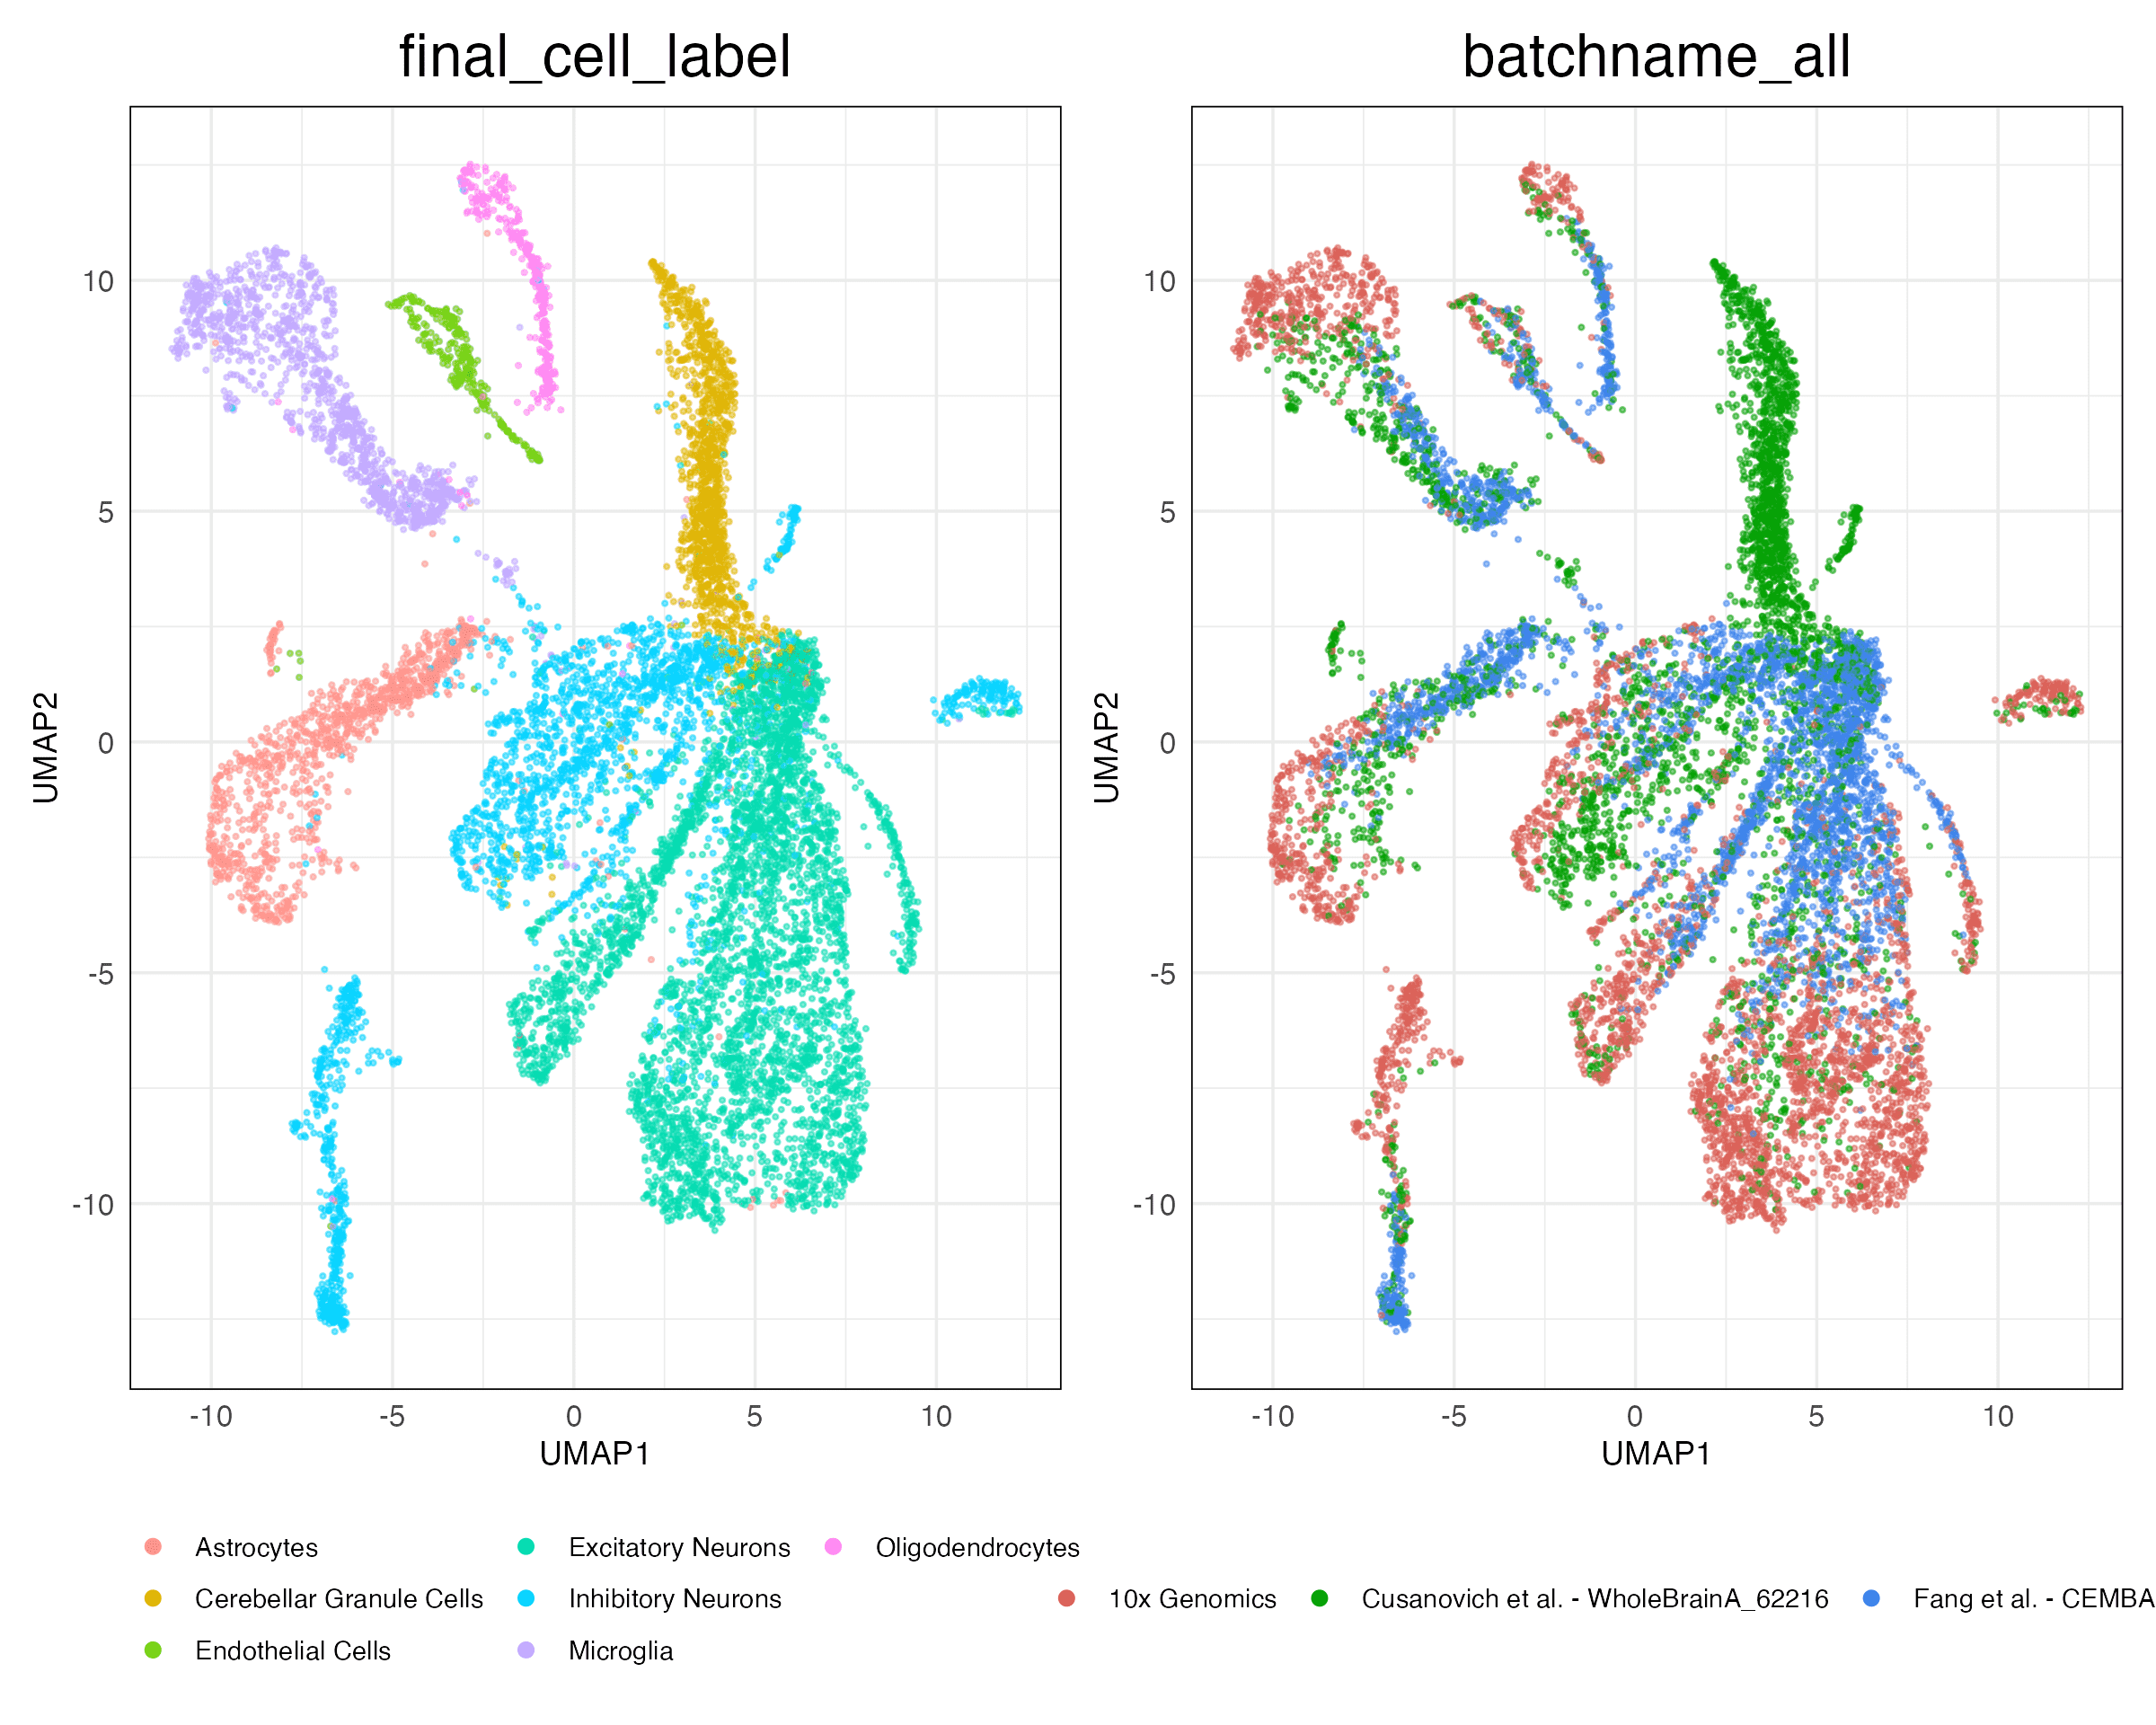 final_cell_label
batchname_all
10
5
0
-5
-10
UMAP2
-10 -5 0 5 10
UMAP1
10
5
0
-5
-10
UMAP2
-10 -5 0 5 10
UMAP1
Astrocytes
Cerebellar Granule Cells
Endothelial Cells
Excitatory Neurons
Inhibitory Neurons
Microglia
Oligodendrocytes
10x Genomics
Cusanovich et al. - WholeBrainA_62216
Fang et al. - CEMBA